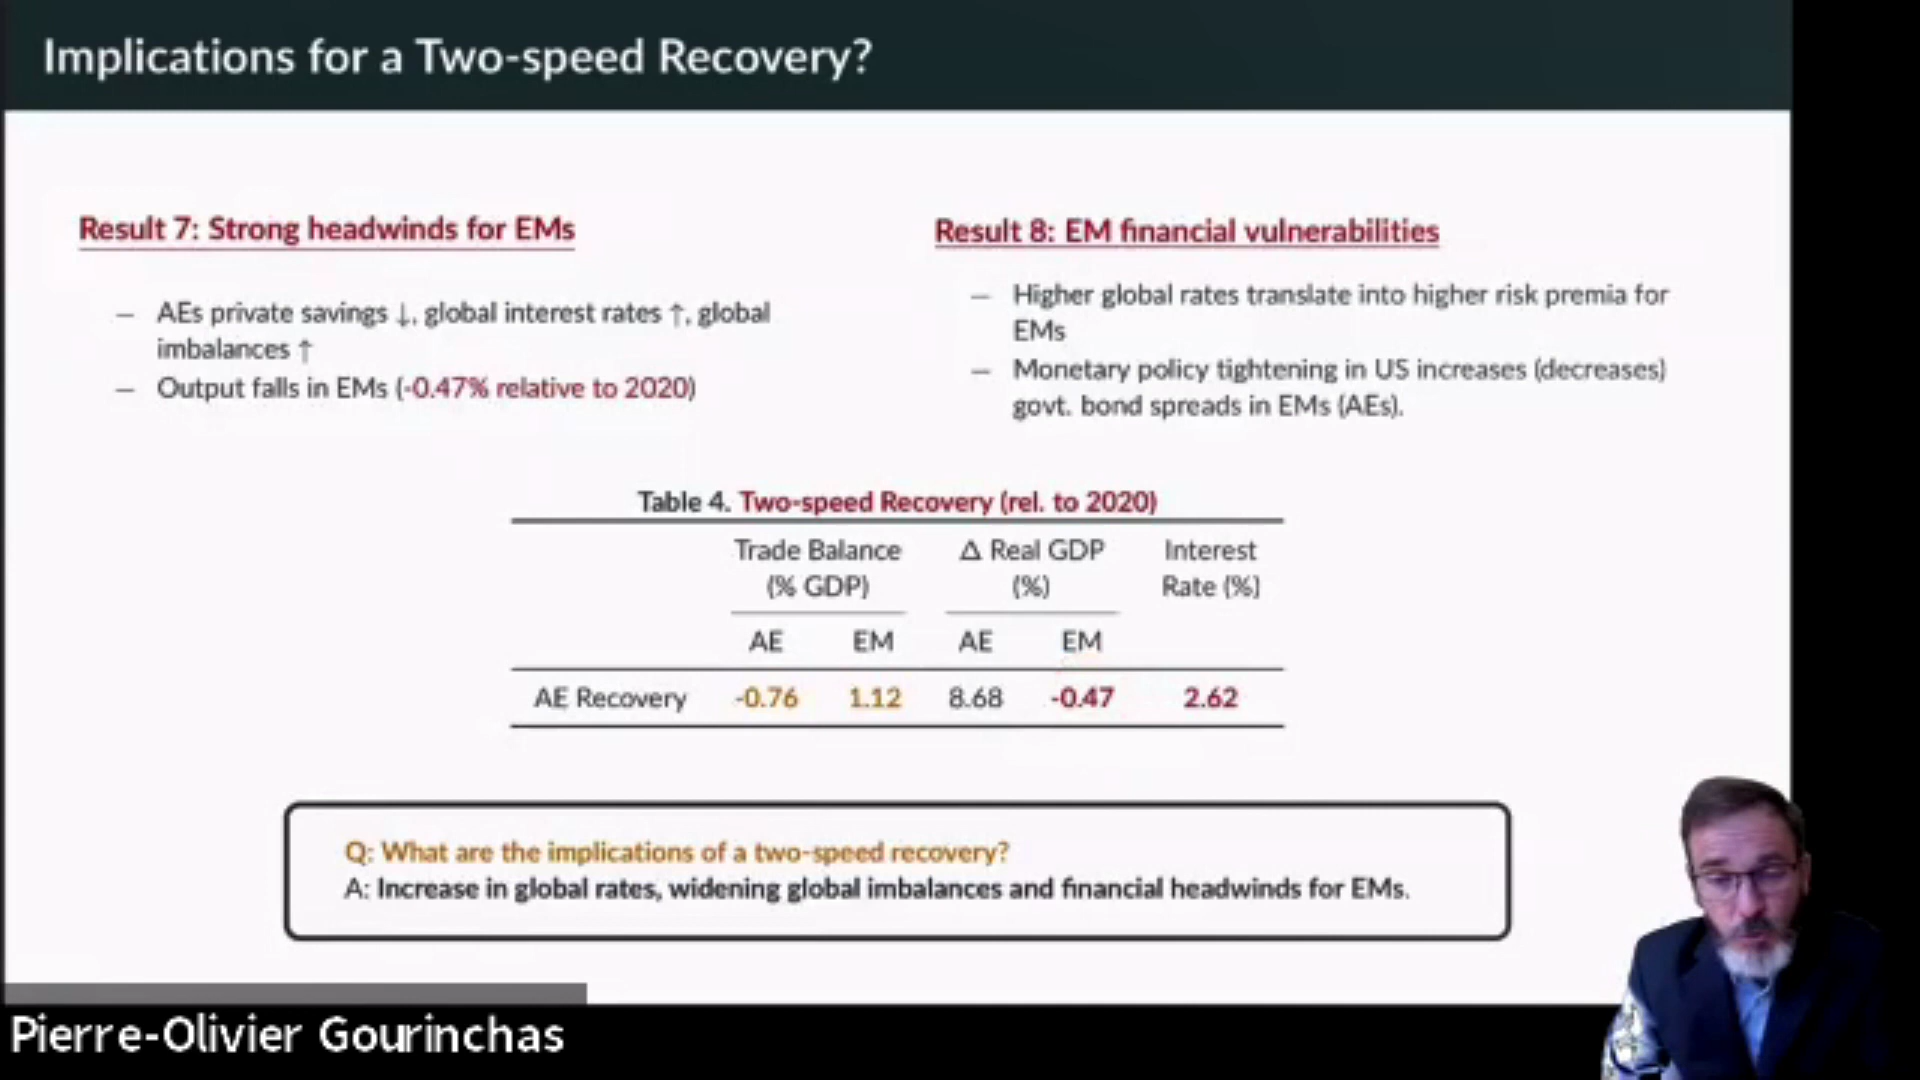 Implications for a Two-speed Recovery?
Result 7: Strong headwinds for EMs
– AEs private savings ↓, global interest rates ↑, global
imbalances ↑
– Output falls in EMs (-0.47% relative to 2020)
Result 8: EM financial vulnerabilities
– Higher global rates translate into higher risk premia for
EMs
– Monetary policy tightening in US increases (decreases)
govt. bond spreads in EMs (AEs).
Table 4. Two-speed Recovery (rel. to 2020)
Trade Balance Δ Real GDP Interest
(% GDP) (%) Rate (%)
AE EM AE EM
AE Recovery -0.76 1.12 8.68 -0.47 2.62
Q: What are the implications of a two-speed recovery?
A: Increase in global rates, widening global imbalances and financial headwinds for EMs.
Pierre-Olivier Gourinchas